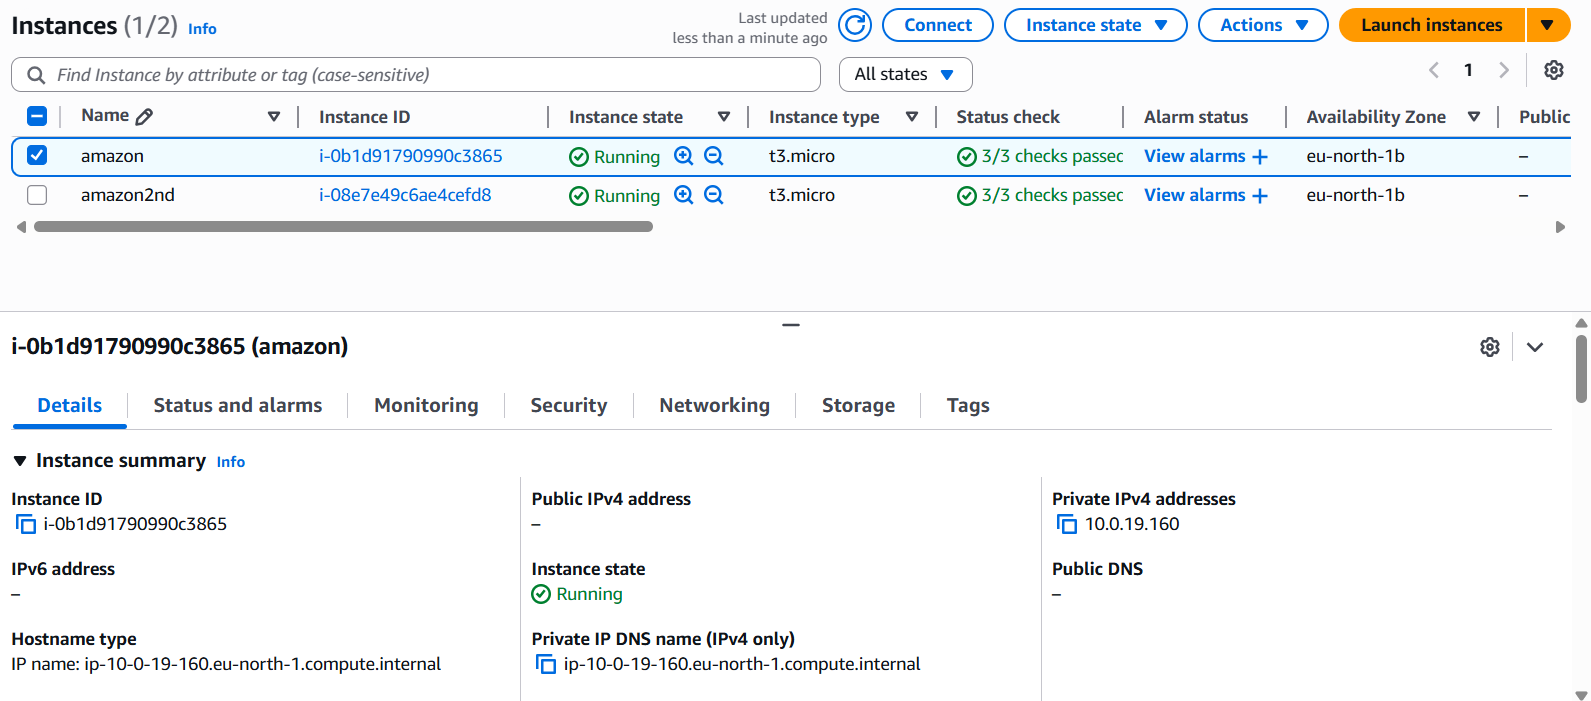 Instances (1/2) Info
Last updated
less than a minute ago
Connect
Instance state
Actions
Launch instances
Find Instance by attribute or tag (case-sensitive)
All states
1
Name Instance ID Instance state Instance type Status check Alarm status Availability Zone Public
amazon i-0b1d91790990c3865 Running t3.micro 3/3 checks passec View alarms + eu-north-1b –
amazon2nd i-08e7e49c6ae4cefd8 Running t3.micro 3/3 checks passec View alarms + eu-north-1b –
i-0b1d91790990c3865 (amazon)
Details Status and alarms Monitoring Security Networking Storage Tags
Instance summary Info
Instance ID
i-0b1d91790990c3865
Public IPv4 address
–
Private IPv4 addresses
10.0.19.160
IPv6 address
–
Instance state
Running
Public DNS
–
Hostname type
IP name: ip-10-0-19-160.eu-north-1.compute.internal
Private IP DNS name (IPv4 only)
ip-10-0-19-160.eu-north-1.compute.internal